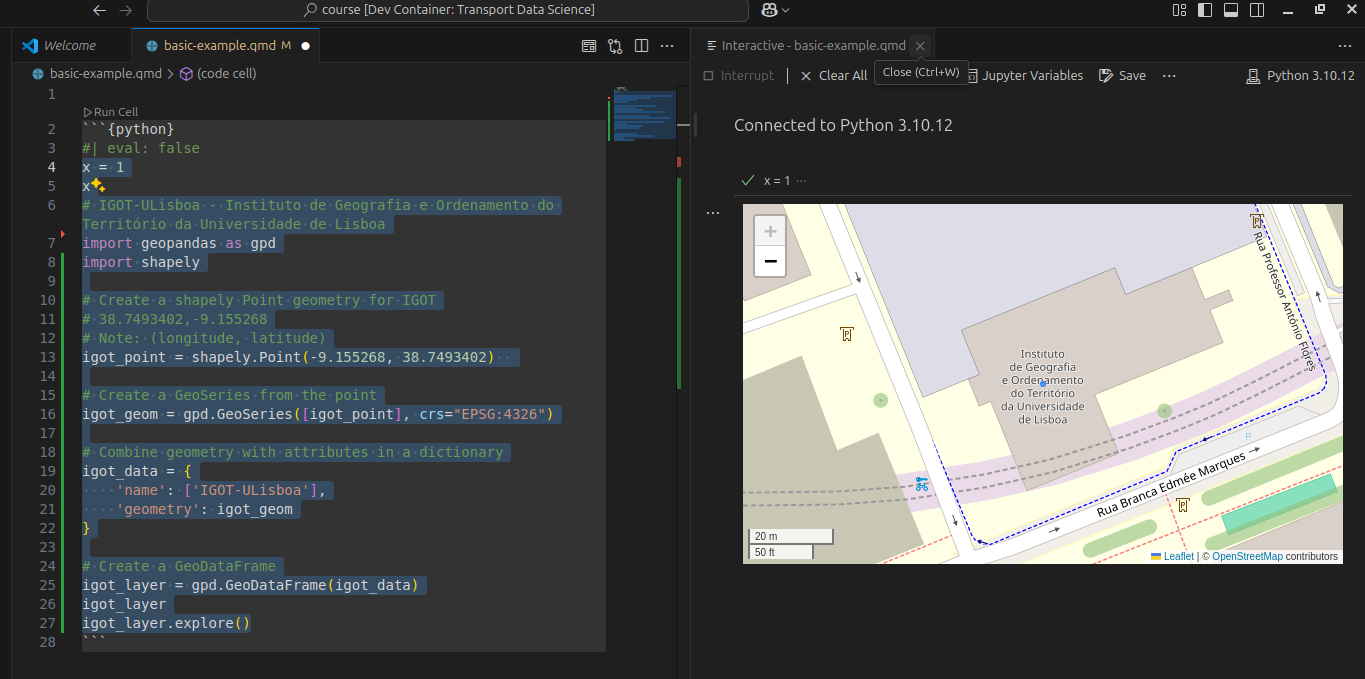 course [Dev Container: Transport Data Science]
Welcome
basic-example.qmd M
Interactive - basic-example.qmd
basic-example.qmd > (code cell)
Interrupt
Clear All
Close (Ctrl+W)
Jupyter Variables
Save
Python 3.10.12
1
Run Cell
2 ```{python}
3 #| eval: false
4 x = 1
5 x
6 # IGOT-ULisboa - Instituto de Geografia e Ordenamento do
Território da Universidade de Lisboa
7 import geopandas as gpd
8 import shapely
9
10 # Create a shapely Point geometry for IGOT
11 # 38.7493402,-9.155268
12 # Note: (longitude, latitude)
13 igot_point = shapely.Point(-9.155268, 38.7493402)
14
15 # Create a GeoSeries from the point
16 igot_geom = gpd.GeoSeries([igot_point], crs="EPSG:4326")
17
18 # Combine geometry with attributes in a dictionary
19 igot_data = {
20     'name': ['IGOT-ULisboa'],
21     'geometry': igot_geom
22 }
23
24 # Create a GeoDataFrame
25 igot_layer = gpd.GeoDataFrame(igot_data)
26 igot_layer
27 igot_layer.explore()
28 ```
Connected to Python 3.10.12
x = 1 ···
+
−
P
Rua Professor António Flores
P
Instituto
de Geografia
e Ordenamento
do Território
da Universidade
de Lisboa
P
Rua Branca Edmée Marques
P
20 m
50 ft
Leaflet | © OpenStreetMap contributors